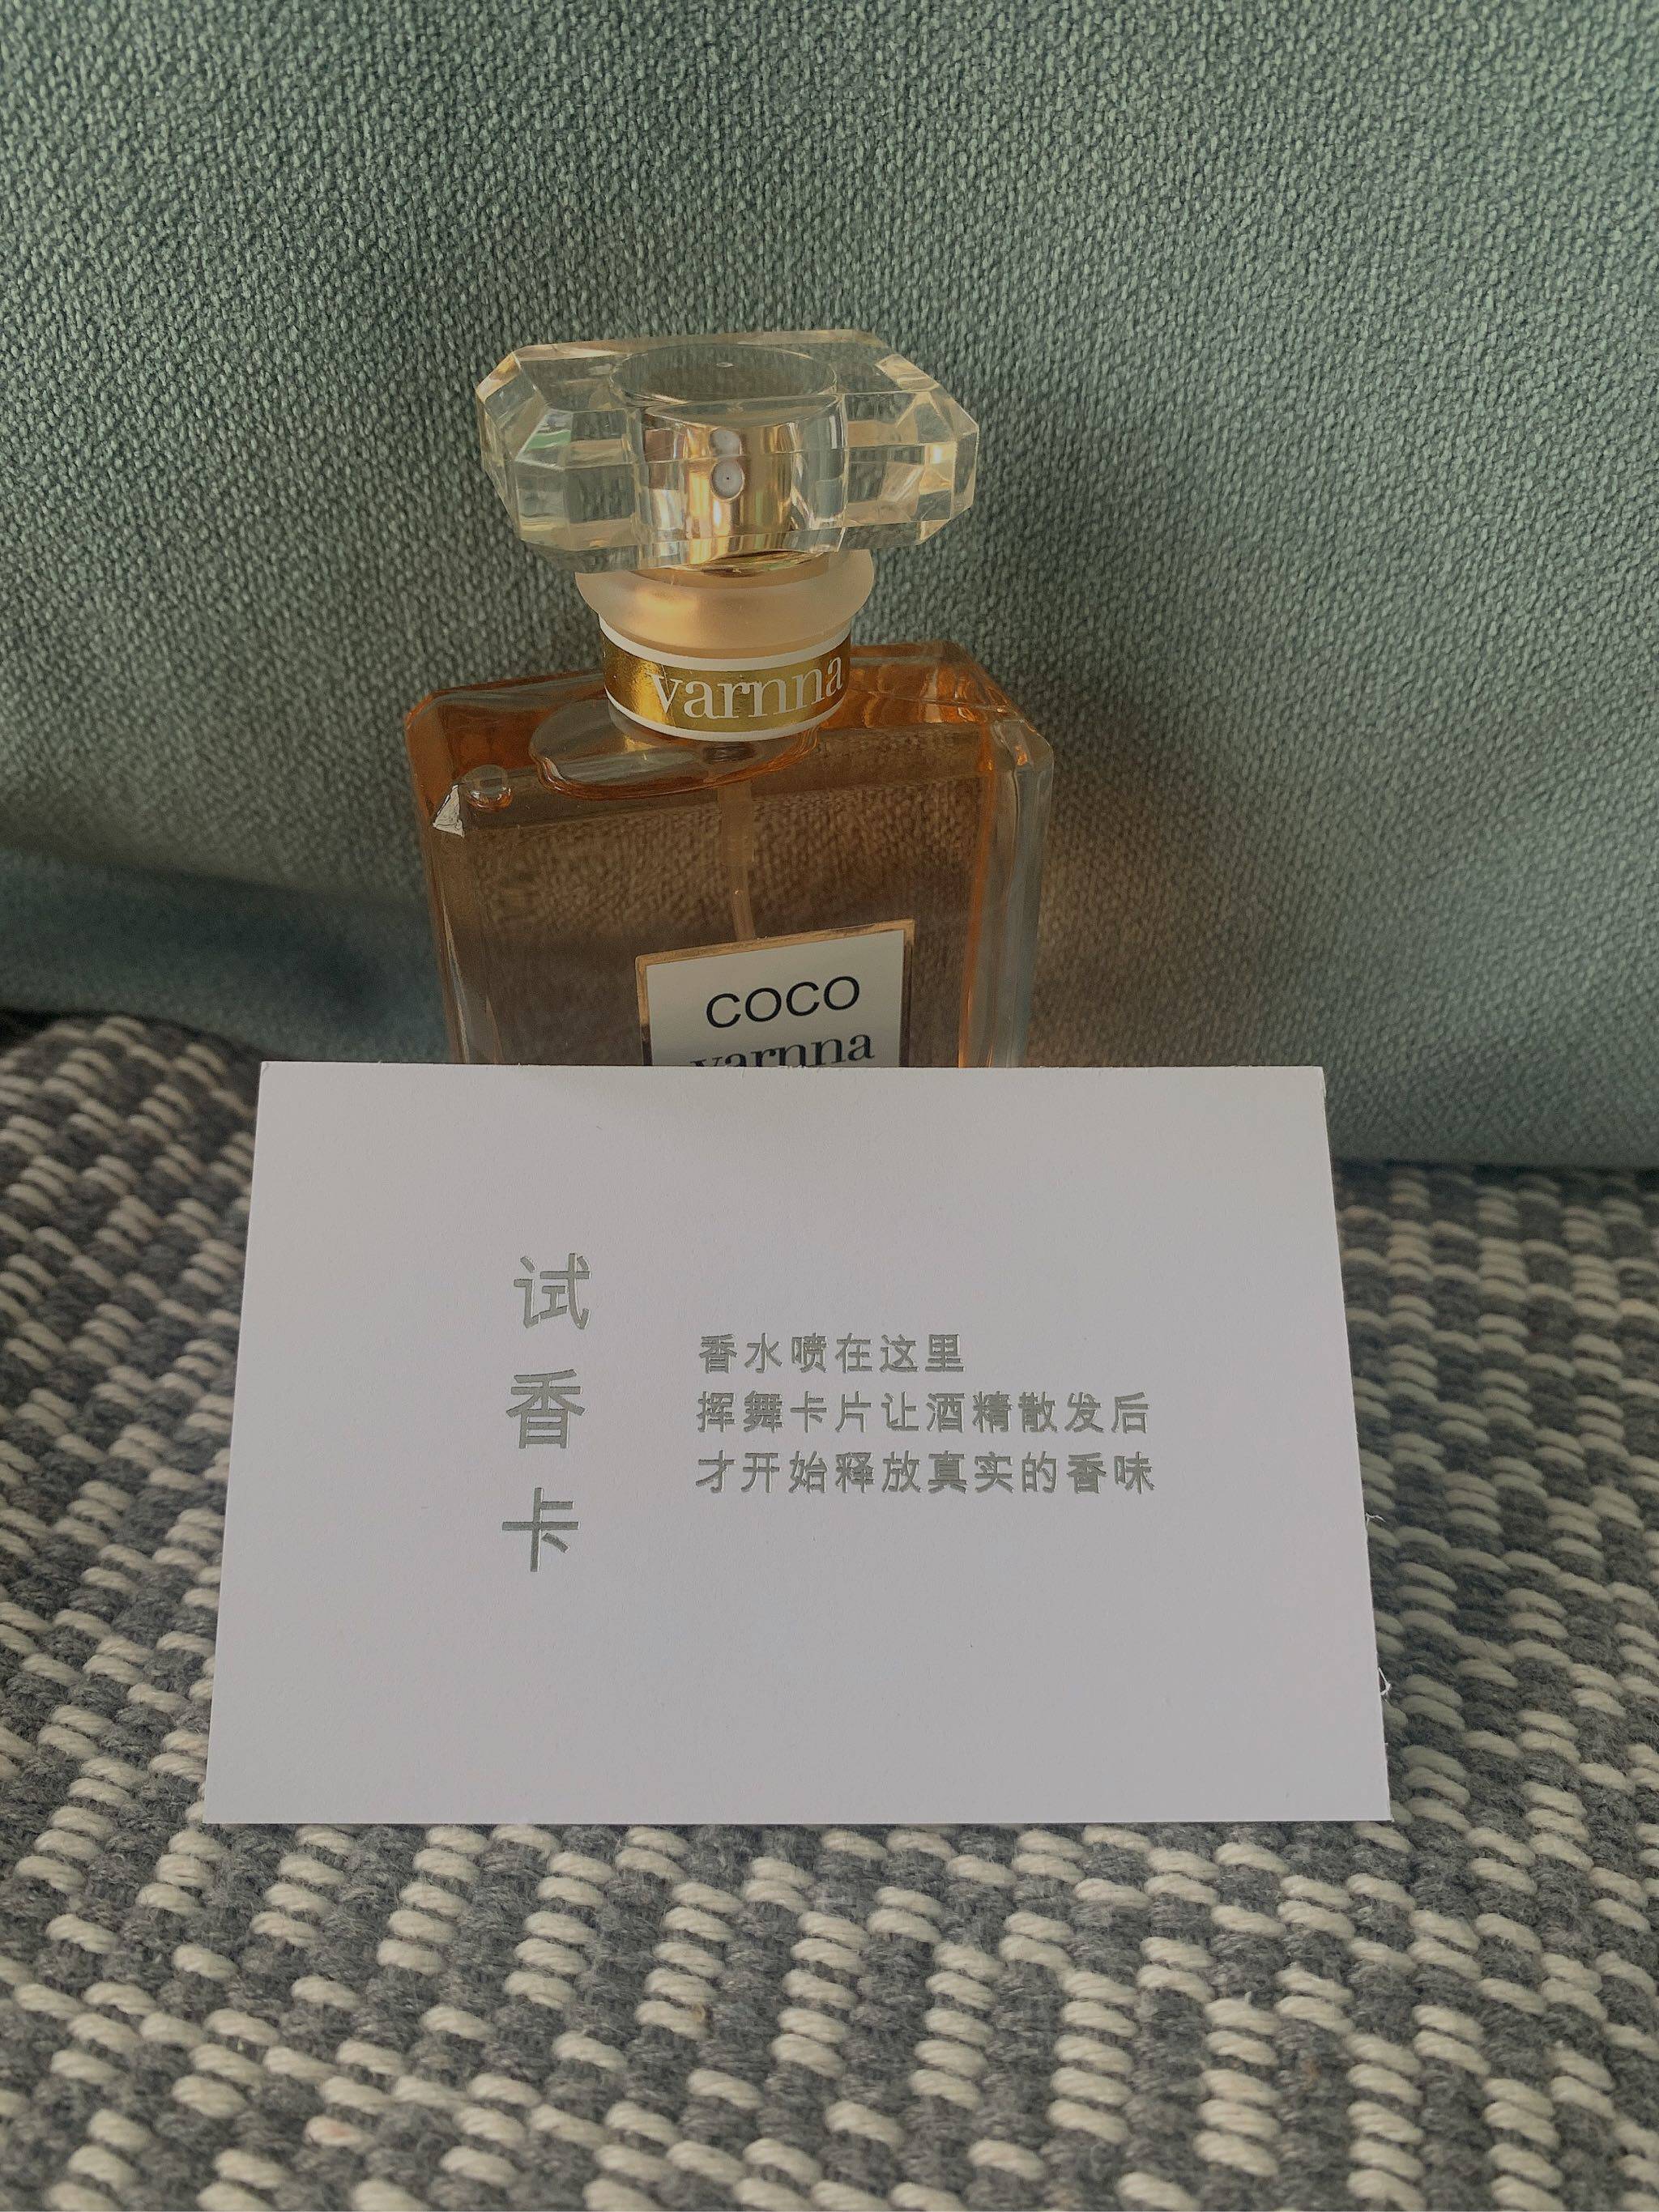 varnna
COCO
varnna
试香卡
香水喷在这里
挥舞卡片让酒精散发后
才开始释放真实的香味